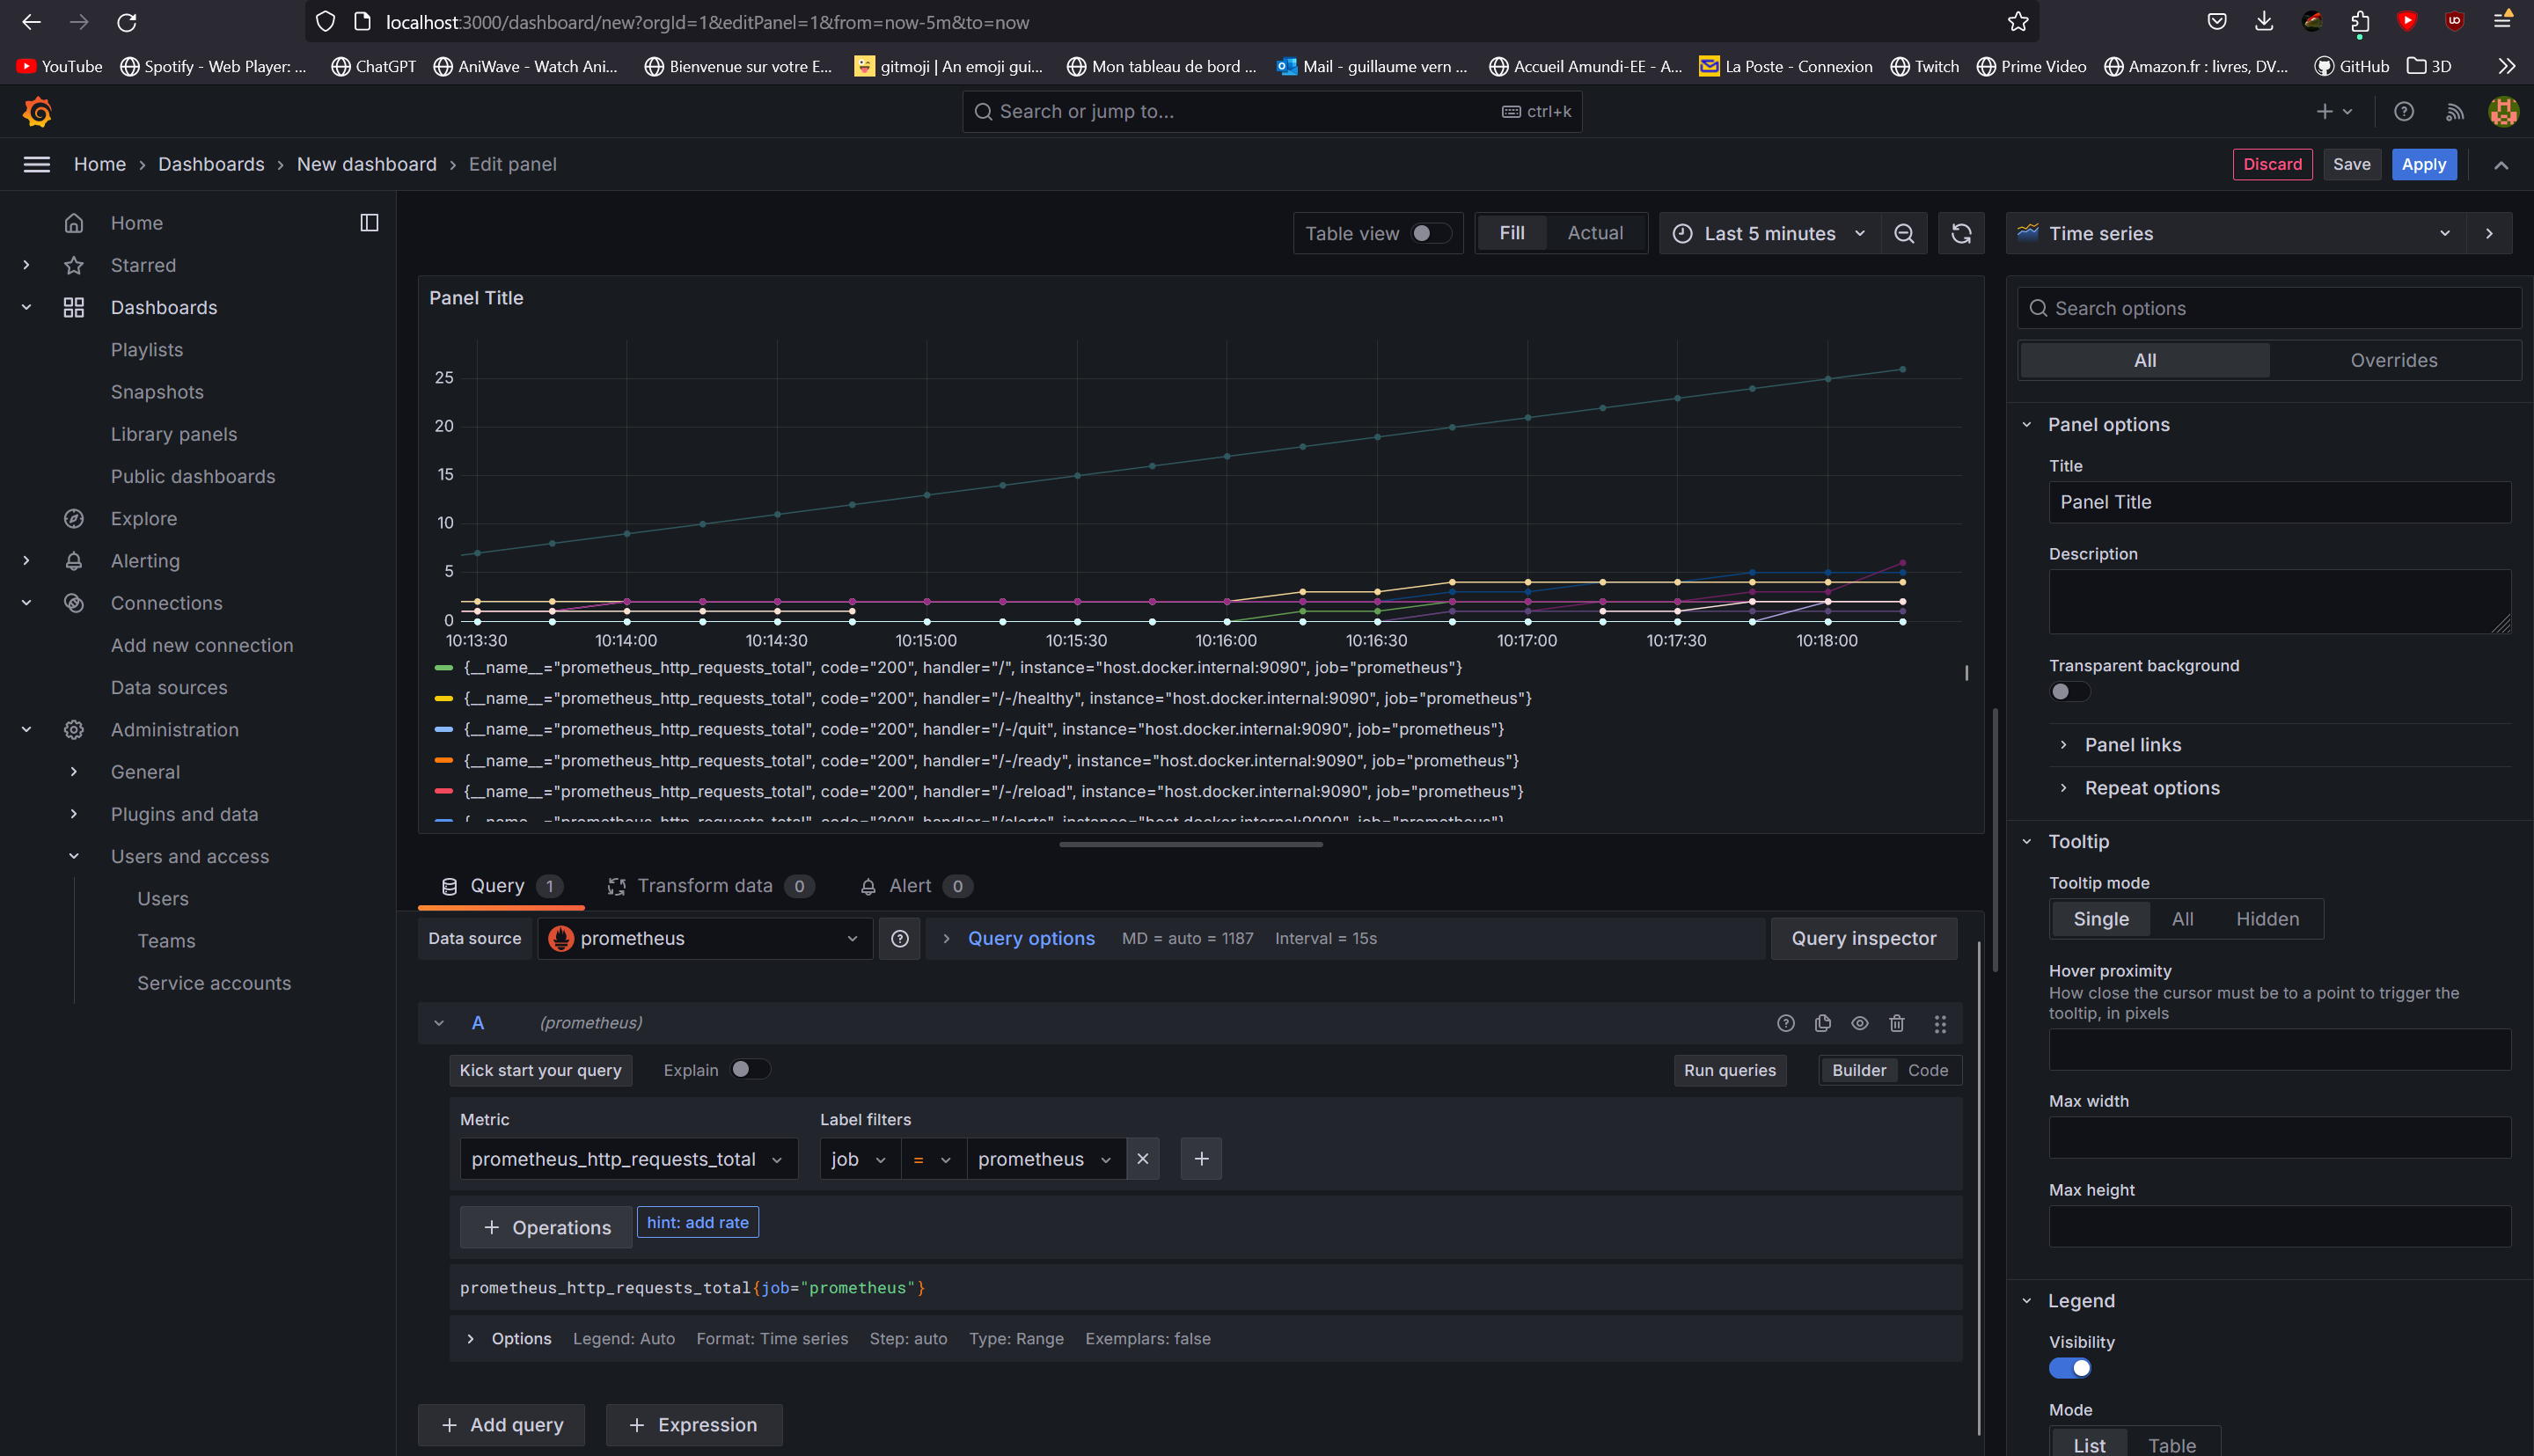 localhost:3000/dashboard/new?orgId=1&editPanel=1&from=now-5m&to=now
YouTube Spotify - Web Player: ... ChatGPT AniWave - Watch Ani... Bienvenue sur votre E... gitmoji | An emoji gui... Mon tableau de bord ... Mail - guillaume vern ... Accueil Amundi-EE - A... La Poste - Connexion Twitch Prime Video Amazon.fr : livres, DV... GitHub 3D
Search or jump to... ctrl+k
Home › Dashboards › New dashboard › Edit panel
Discard Save Apply
Home
Starred
Dashboards
Playlists
Snapshots
Library panels
Public dashboards
Explore
Alerting
Connections
Add new connection
Data sources
Administration
General
Plugins and data
Users and access
Users
Teams
Service accounts
Table view Fill Actual Last 5 minutes
Panel Title
25
20
15
10
5
0
10:13:30 10:14:00 10:14:30 10:15:00 10:15:30 10:16:00 10:16:30 10:17:00 10:17:30 10:18:00
{__name__="prometheus_http_requests_total", code="200", handler="/", instance="host.docker.internal:9090", job="prometheus"}
{__name__="prometheus_http_requests_total", code="200", handler="/-/healthy", instance="host.docker.internal:9090", job="prometheus"}
{__name__="prometheus_http_requests_total", code="200", handler="/-/quit", instance="host.docker.internal:9090", job="prometheus"}
{__name__="prometheus_http_requests_total", code="200", handler="/-/ready", instance="host.docker.internal:9090", job="prometheus"}
{__name__="prometheus_http_requests_total", code="200", handler="/-/reload", instance="host.docker.internal:9090", job="prometheus"}
{__name__="prometheus_http_requests_total", code="200", handler="/alerts", instance="host.docker.internal:9090", job="prometheus"}
Query 1 Transform data 0 Alert 0
Data source prometheus Query options MD = auto = 1187 Interval = 15s Query inspector
A (prometheus)
Kick start your query Explain Run queries Builder Code
Metric Label filters
prometheus_http_requests_total job = prometheus
Operations hint: add rate
prometheus_http_requests_total{job="prometheus"}
Options Legend: Auto Format: Time series Step: auto Type: Range Exemplars: false
Add query Expression
Time series
Search options
All Overrides
Panel options
Title
Panel Title
Description
Transparent background
Panel links
Repeat options
Tooltip
Tooltip mode
Single All Hidden
Hover proximity
How close the cursor must be to a point to trigger the
tooltip, in pixels
Max width
Max height
Legend
Visibility
Mode
List Table